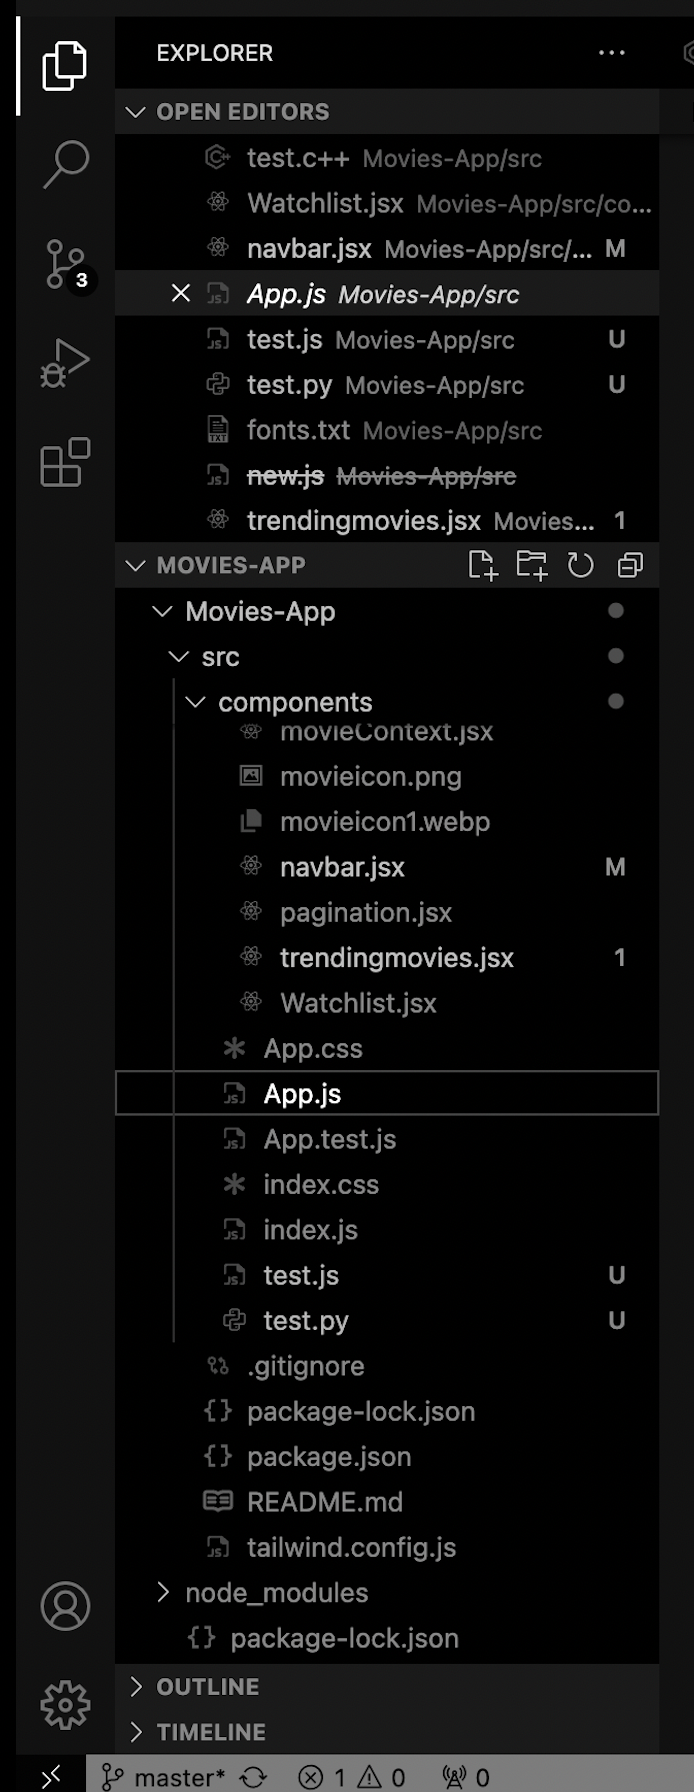 EXPLORER ...
OPEN EDITORS
test.c++ Movies-App/src
Watchlist.jsx Movies-App/src/co...
navbar.jsx Movies-App/src/... M
App.js Movies-App/src
3
test.js Movies-App/src U
test.py Movies-App/src U
fonts.txt Movies-App/src
new.js Movies-App/src
trendingmovies.jsx Movies... 1
MOVIES-APP
Movies-App
src
components
movieContext.jsx
movieicon.png
movieicon1.webp
navbar.jsx M
pagination.jsx
trendingmovies.jsx 1
Watchlist.jsx
App.css
App.js
App.test.js
index.css
index.js
test.js U
test.py U
.gitignore
package-lock.json
package.json
README.md
tailwind.config.js
node_modules
package-lock.json
OUTLINE
TIMELINE
master* 1 0 0